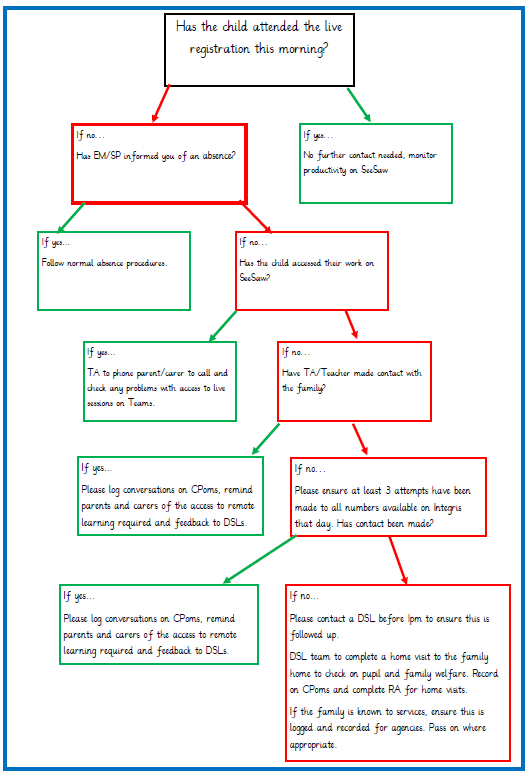 Has the child attended the live
registration this morning?
If no...
Has EM/SP informed you of an absence?
If yes...
No further contact needed, monitor
productivity on SeeSaw
If yes...
Follow normal absence procedures.
If no...
Has the child accessed their work on
SeeSaw?
If yes...
TA to phone parent/carer to call and
check any problems with access to live
sessions on Teams.
If no...
Have TA/Teacher made contact with
the family?
If yes...
Please log conversations on CPoms, remind
parents and carers of the access to remote
learning required and feedback to DSLs.
If no...
Please ensure at least 3 attempts have been
made to all numbers available on Integris
that day. Has contact been made?
If yes...
Please log conversations on CPoms, remind
parents and carers of the access to remote
learning required and feedback to DSLs.
If no...
Please contact a DSL before 1pm to ensure this is
followed up.
DSL team to complete a home visit to the family
home to check on pupil and family welfare. Record
on CPoms and complete RA for home visits.
If the family is known to services, ensure this is
logged and recorded for agencies. Pass on where
appropriate.